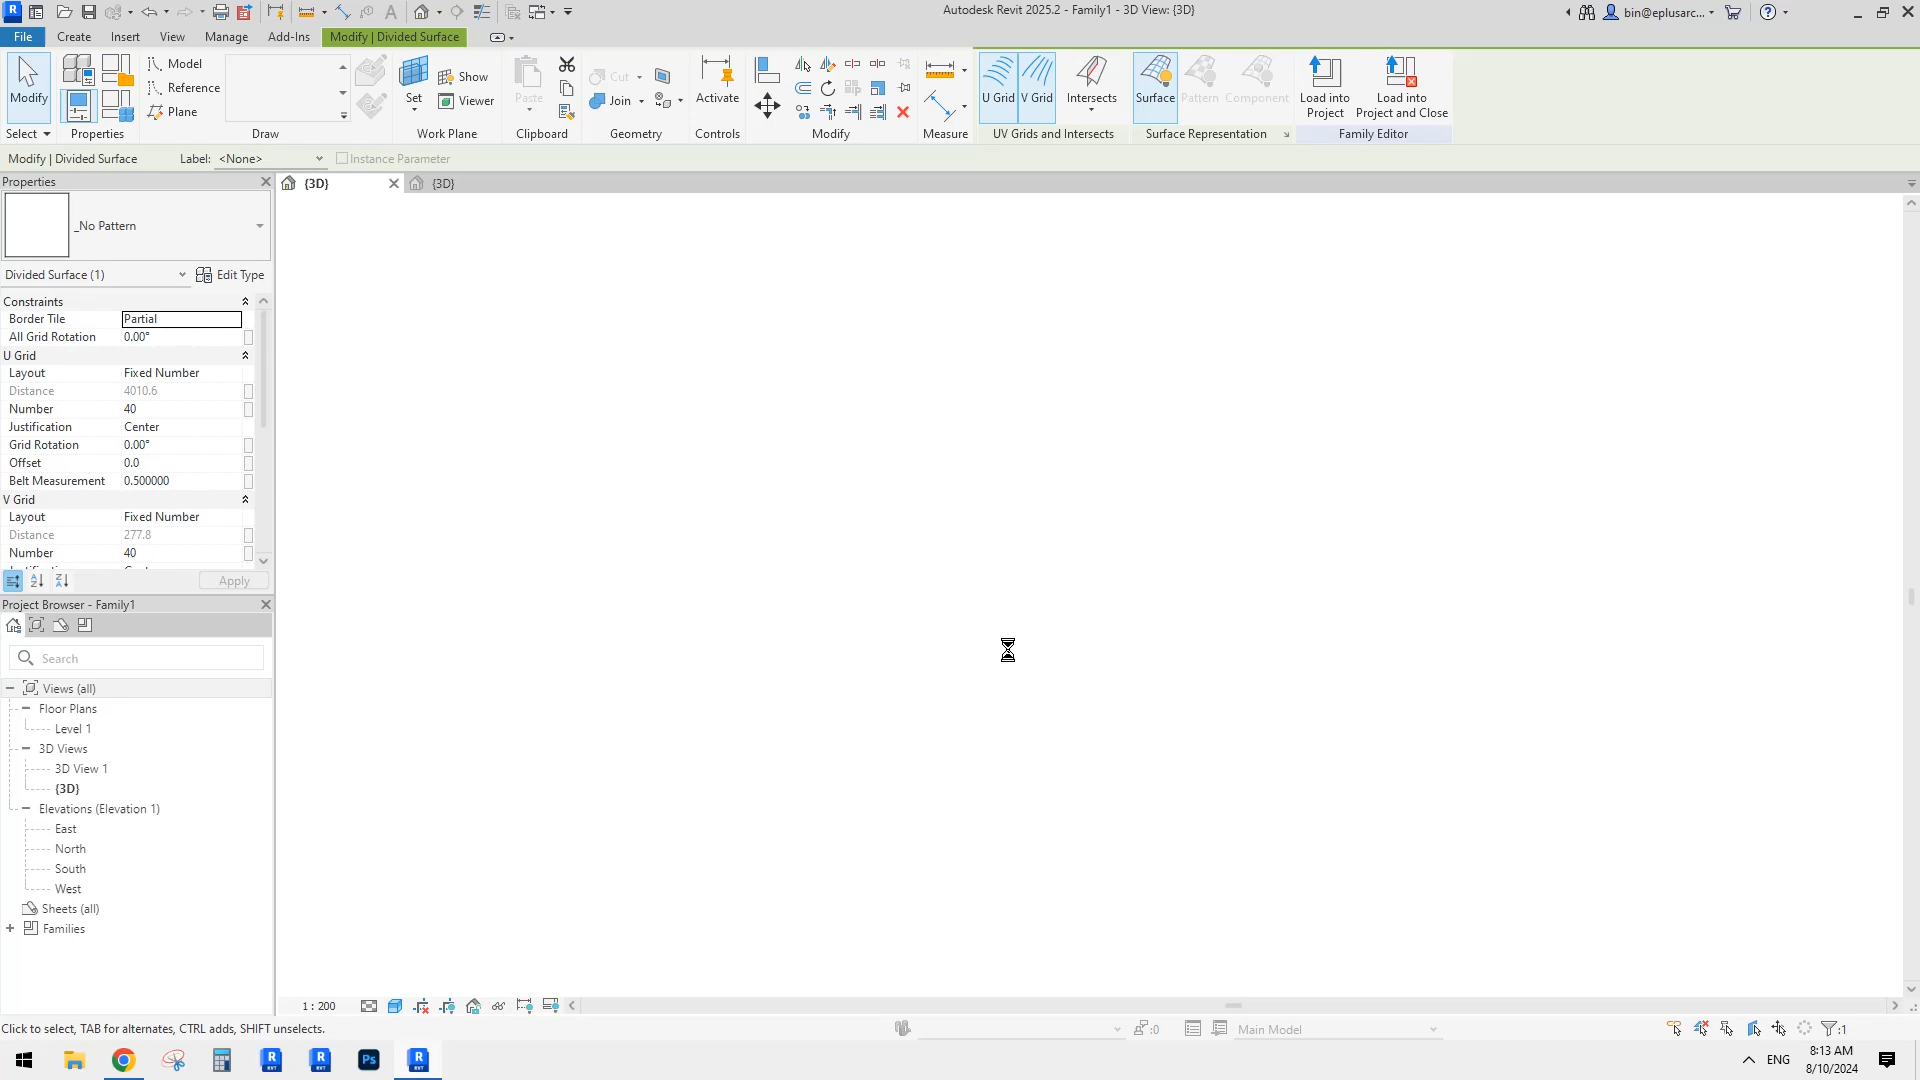 Autodesk Revit 2025.2 - Family1 - 3D View: {3D}
bin@eplusarc...
File Create Insert View Manage Add-Ins Modify | Divided Surface
Modify
Select
Properties
Model
Reference
Plane
Draw
Set
Show
Viewer
Work Plane
Paste
Clipboard
Cut
Join
Geometry
Activate
Controls
Modify
Measure
U Grid V Grid Intersects
UV Grids and Intersects
Surface Pattern Component
Surface Representation
Load into
Project
Load into
Project and Close
Family Editor
Modify | Divided Surface Label: <None> Instance Parameter
Properties
{3D} {3D}
_No Pattern
Divided Surface (1) Edit Type
Constraints
Border Tile Partial
All Grid Rotation 0.00°
U Grid
Layout Fixed Number
Distance 4010.6
Number 40
Justification Center
Grid Rotation 0.00°
Offset 0.0
Belt Measurement 0.500000
V Grid
Layout Fixed Number
Distance 277.8
Number 40
Apply
Project Browser - Family1
Search
Views (all)
Floor Plans
Level 1
3D Views
3D View 1
{3D}
Elevations (Elevation 1)
East
North
South
West
Sheets (all)
Families
1 : 200
Click to select, TAB for alternates, CTRL adds, SHIFT unselects.
:0
Main Model
:1
ENG
8:13 AM
8/10/2024